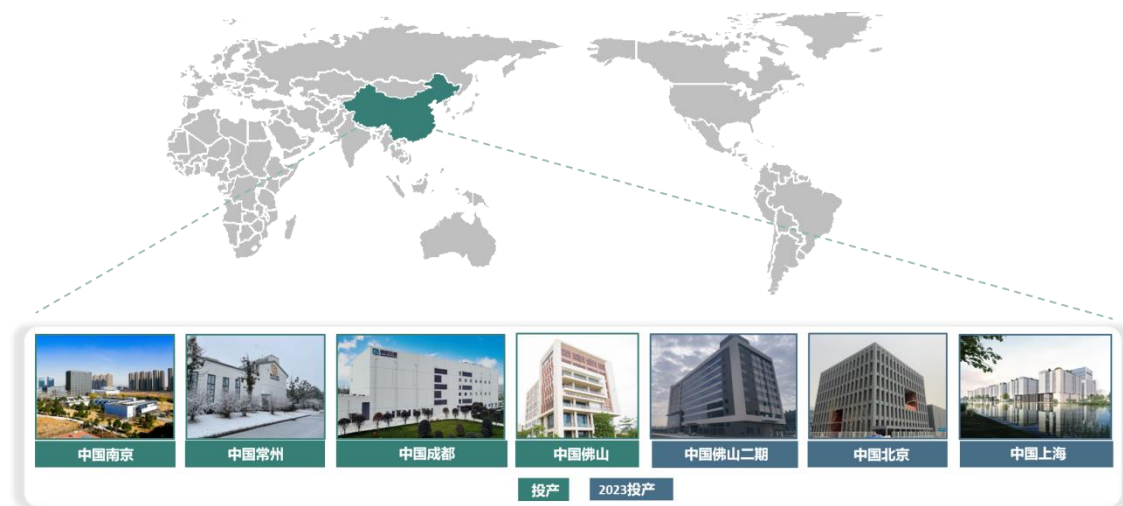 中国南京
中国常州
中国成都
中国佛山
中国佛山二期
中国北京
中国上海
投产
2023投产